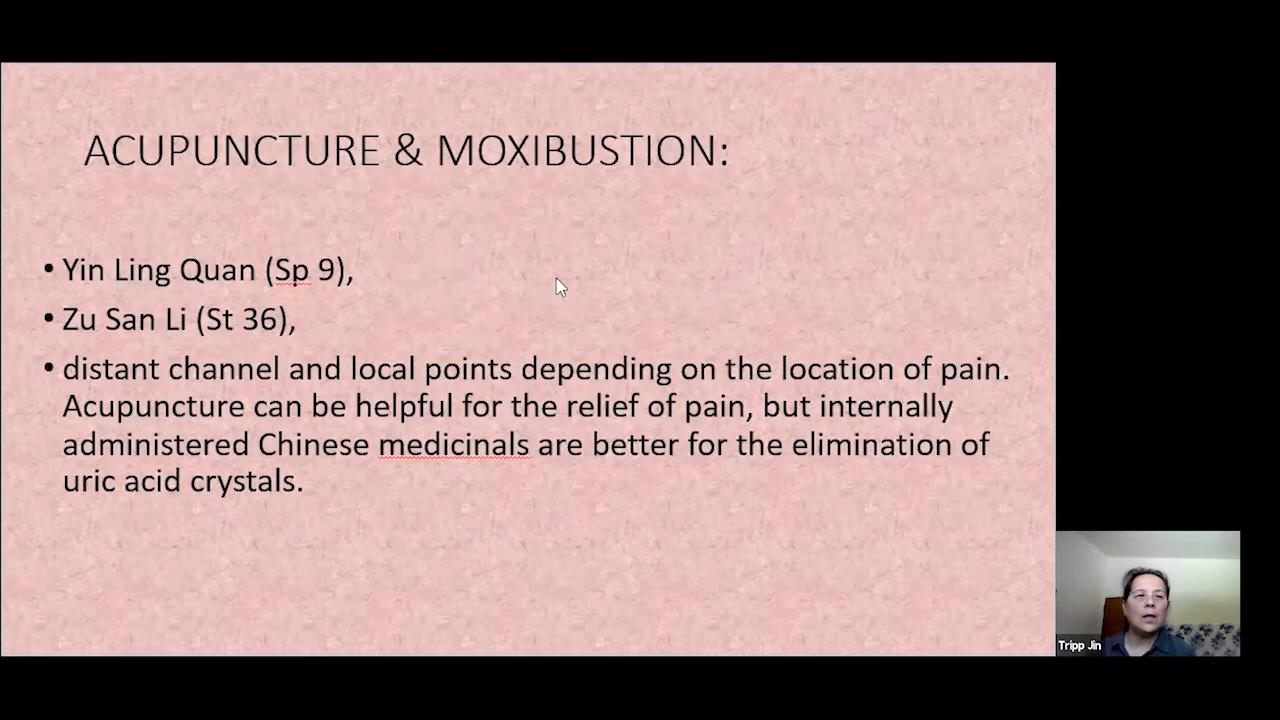 ACUPUNCTURE & MOXIBUSTION:
• Yin Ling Quan (Sp 9),
• Zu San Li (St 36),
• distant channel and local points depending on the location of pain.
Acupuncture can be helpful for the relief of pain, but internally
administered Chinese medicinals are better for the elimination of
uric acid crystals.
Tripp Jin